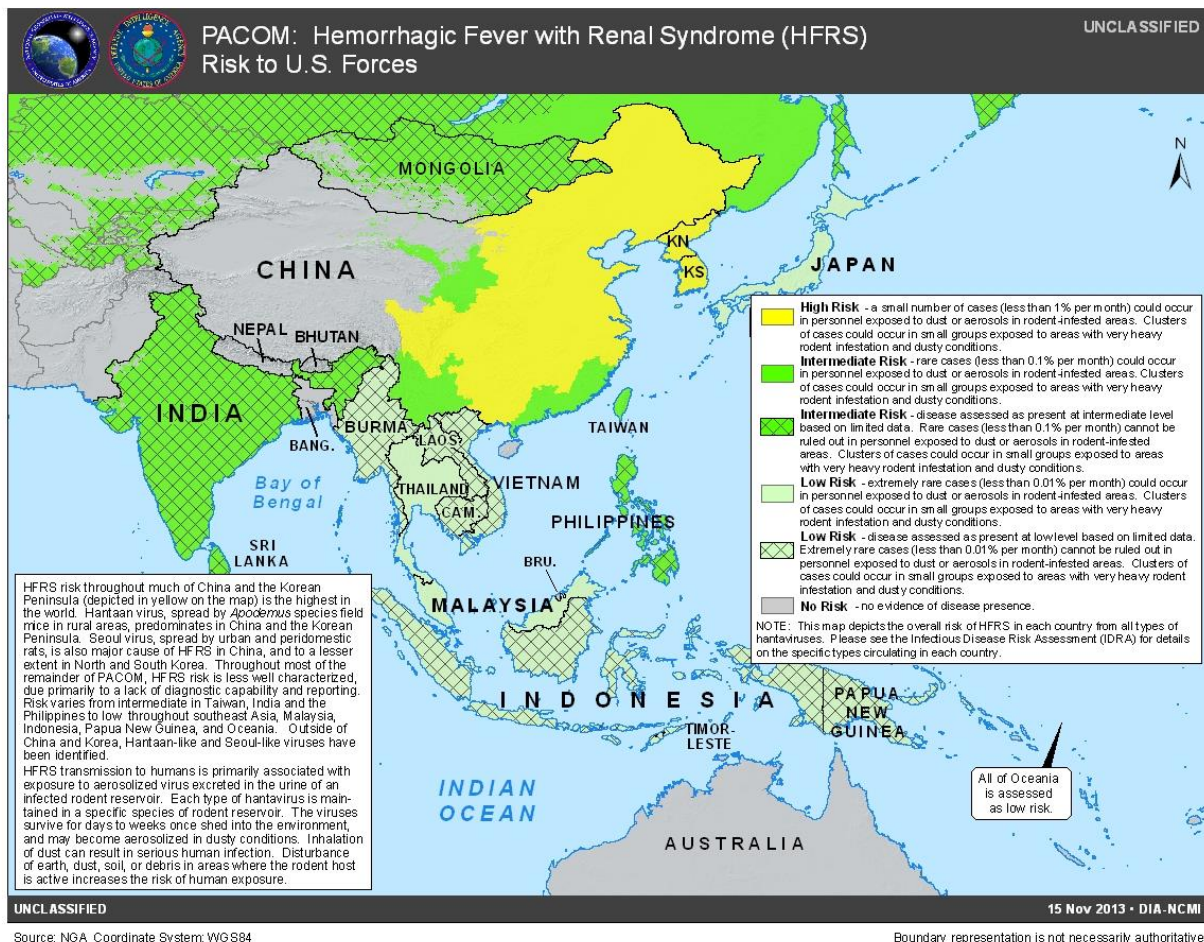 UNCLASSIFIED
PACOM: Hemorrhagic Fever with Renal Syndrome (HFRS)
Risk to U.S. Forces
N
MONGOLIA
CHINA
KN
KS
JAPAN
NEPAL
BHUTAN
INDIA
BANG.
BURMA
LAOS
THAILAND
CAM.
VIETNAM
TAIWAN
PHILIPPINES
Bay of
Bengal
SRI
LANKA
BRU.
MALAYSIA
INDONESIA
PAPUA
NEW
GUINEA
TIMOR-
LESTE
INDIAN
OCEAN
AUSTRALIA
All of Oceania
is assessed
as low risk.
High Risk - a small number of cases (less than 1% per month) could occur
in personnel exposed to dust or aerosols in rodent-infested areas. Clusters
of cases could occur in small groups exposed to areas with very heavy
rodent infestation and dusty conditions.
Intermediate Risk - rare cases (less than 0.1% per month) could occur
in personnel exposed to dust or aerosols in rodent-infested areas. Clusters
of cases could occur in small groups exposed to areas with very heavy
rodent infestation and dusty conditions.
Intermediate Risk - disease assessed as present at intermediate level
based on limited data. Rare cases (less than 0.1% per month) cannot be
ruled out in personnel exposed to dust or aerosols in rodent-infested
areas. Clusters of cases could occur in small groups exposed to areas
with very heavy rodent infestation and dusty conditions.
Low Risk - extremely rare cases (less than 0.01% per month) could occur
in personnel exposed to dust or aerosols in rodent-infested areas. Clusters
of cases could occur in small groups exposed to areas with very heavy
rodent infestation and dusty conditions.
Low Risk - disease assessed as present at low level based on limited data.
Extremely rare cases (less than 0.01% per month) cannot be ruled out in
personnel exposed to dust or aerosols in rodent-infested areas. Clusters of
cases could occur in small groups exposed to areas with very heavy rodent
infestation and dusty conditions.
No Risk - no evidence of disease presence.
NOTE: This map depicts the overall risk of HFRS in each country from all types of
hantaviruses. Please see the Infectious Disease Risk Assessment (IDRA) for details
on the specific types circulating in each country.
HFRS risk throughout much of China and the Korean
Peninsula (depicted in yellow on the map) is the highest in
the world. Hantaan virus, spread by Apodemus species field
mice in rural areas, predominates in China and the Korean
Peninsula. Seoul virus, spread by urban and peridomestic
rats, is also major cause of HFRS in China, and to a lesser
extent in North and South Korea. Throughout most of the
remainder of PACOM, HFRS risk is less well characterized,
due primarily to a lack of diagnostic capability and reporting.
Risk varies from intermediate in Taiwan, India and the
Philippines to low throughout southeast Asia, Malaysia,
Indonesia, Papua New Guinea, and Oceania. Outside of
China and Korea, Hantaan-like and Seoul-like viruses have
been identified.
HFRS transmission to humans is primarily associated with
exposure to aerosolized virus excreted in the urine of an
infected rodent reservoir. Each type of hantavirus is main-
tained in a specific species of rodent reservoir. The viruses
survive for days to weeks once shed into the environment,
and may become aerosolized in dusty conditions. Inhalation
of dust can result in serious human infection. Disturbance
of earth, dust, soil, or debris in areas where the rodent host
is active increases the risk of human exposure.
UNCLASSIFIED
15 Nov 2013 • DIA-NCMI
Source: NGA Coordinate System: WGS84
Boundary representation is not necessarily authoritative